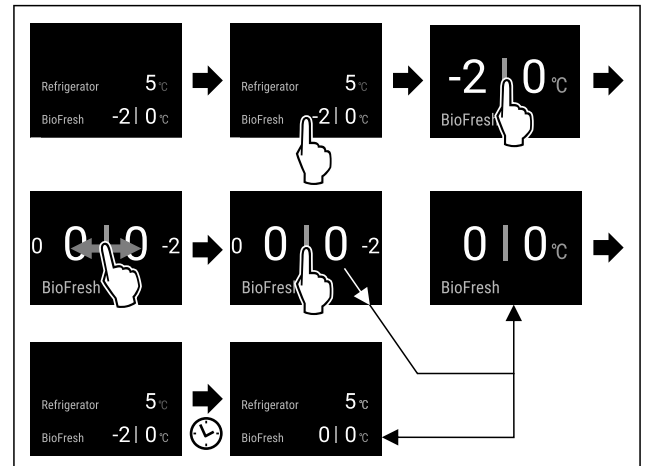 Refrigerator 5 °C
BioFresh -2 | 0 °C
Refrigerator 5 °C
BioFresh -2 | 0 °C
-2 | 0 °C
BioFresh
0 0 | 0 -2
BioFresh
0 0 | 0 -2
BioFresh
0 | 0 °C
BioFresh
Refrigerator 5 °C
BioFresh -2 | 0 °C
Refrigerator 5 °C
BioFresh 0 | 0 °C